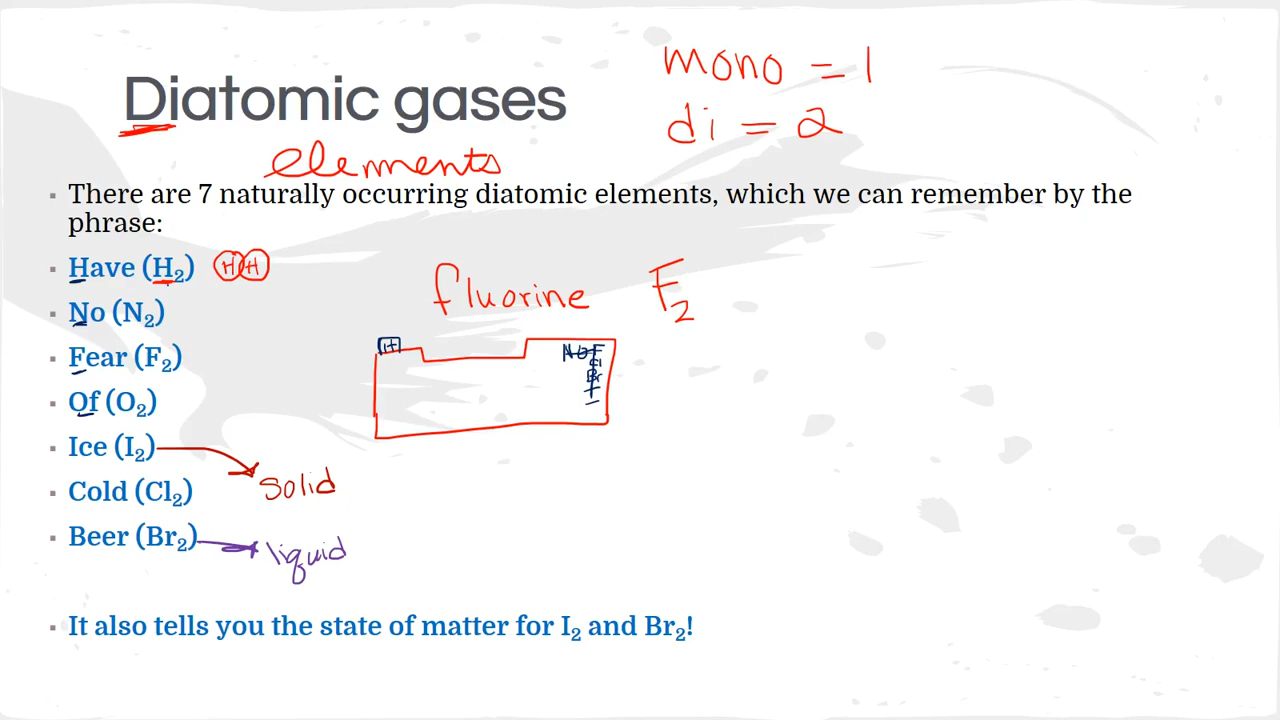 mono = 1
Diatomic gases
di = 2
elements
There are 7 naturally occurring diatomic elements, which we can remember by the
phrase:
Have (H₂) H H
fluorine F₂
No (N₂)
H
N O F
Cl
Br
I
Fear (F₂)
Of (O₂)
Ice (I₂)
solid
Cold (Cl₂)
Beer (Br₂)
liquid
It also tells you the state of matter for I₂ and Br₂!